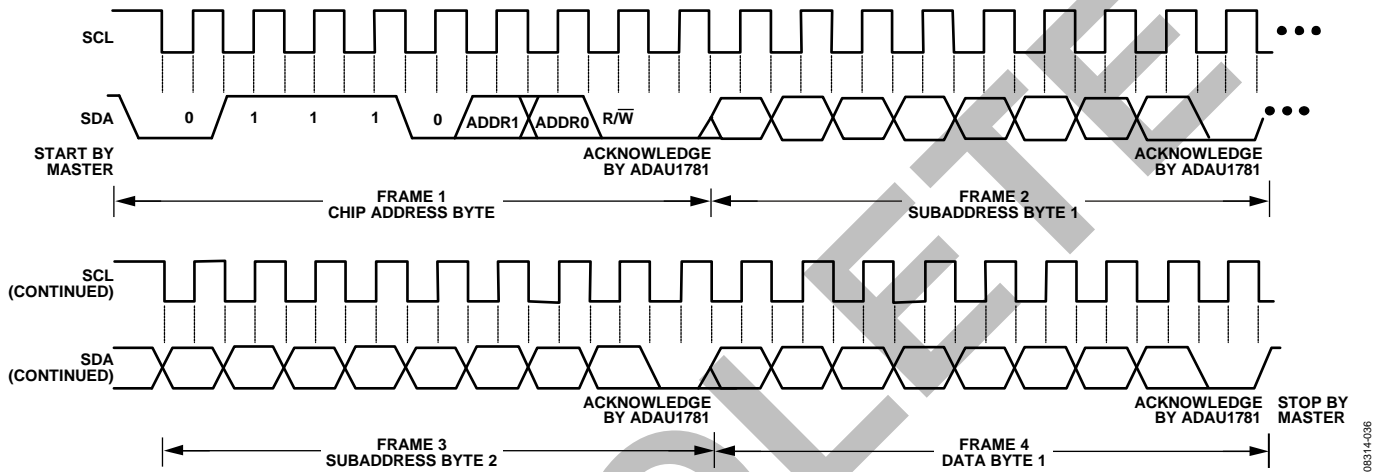 SCL
SDA
0 1 1 1 0 ADDR1 ADDR0 R/W̅
START BY
MASTER
ACKNOWLEDGE
BY ADAU1781
ACKNOWLEDGE
BY ADAU1781
FRAME 1
CHIP ADDRESS BYTE
FRAME 2
SUBADDRESS BYTE 1
SCL
(CONTINUED)
SDA
(CONTINUED)
ACKNOWLEDGE
BY ADAU1781
ACKNOWLEDGE
BY ADAU1781
STOP BY
MASTER
FRAME 3
SUBADDRESS BYTE 2
FRAME 4
DATA BYTE 1
08314-036